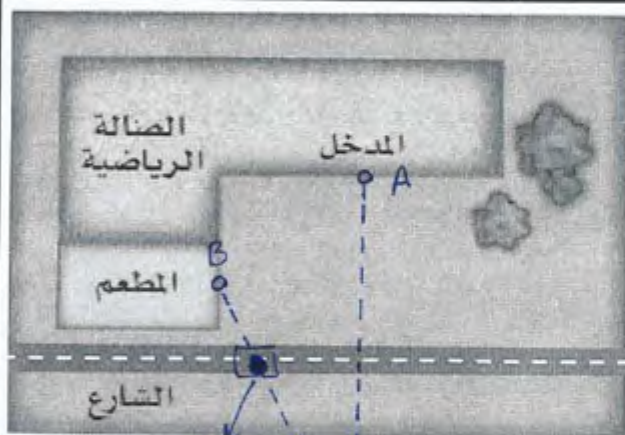 الصالة
الرياضية
المدخل
A
B
المطعم
الشارع